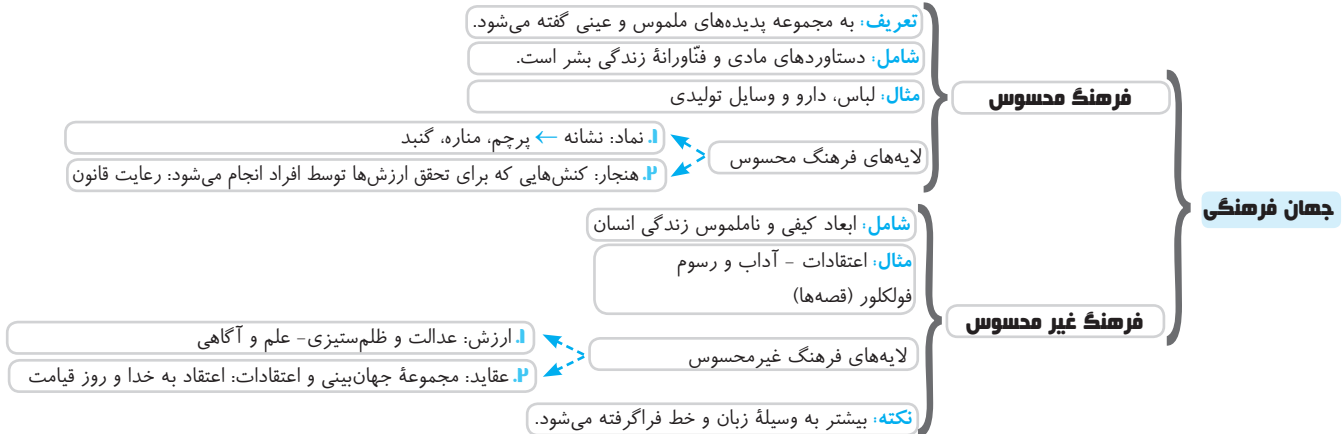 جهان فرهنگی
فرهنگ محسوس
تعریف: به مجموعه پدیده‌های ملموس و عینی گفته می‌شود.
شامل: دستاوردهای مادی و فنّاورانهٔ زندگی بشر است.
مثال: لباس، دارو و وسایل تولیدی
لایه‌های فرهنگ محسوس
۱. نماد: نشانه ← پرچم، مناره، گنبد
۲. هنجار: کنش‌هایی که برای تحقق ارزش‌ها توسط افراد انجام می‌شود: رعایت قانون
فرهنگ غیر محسوس
شامل: ابعاد کیفی و ناملموس زندگی انسان
مثال: اعتقادات - آداب و رسوم
فولکلور (قصه‌ها)
لایه‌های فرهنگ غیرمحسوس
۱. ارزش: عدالت و ظلم‌ستیزی- علم و آگاهی
۲. عقاید: مجموعهٔ جهان‌بینی و اعتقادات: اعتقاد به خدا و روز قیامت
نکته: بیشتر به وسیلهٔ زبان و خط فراگرفته می‌شود.